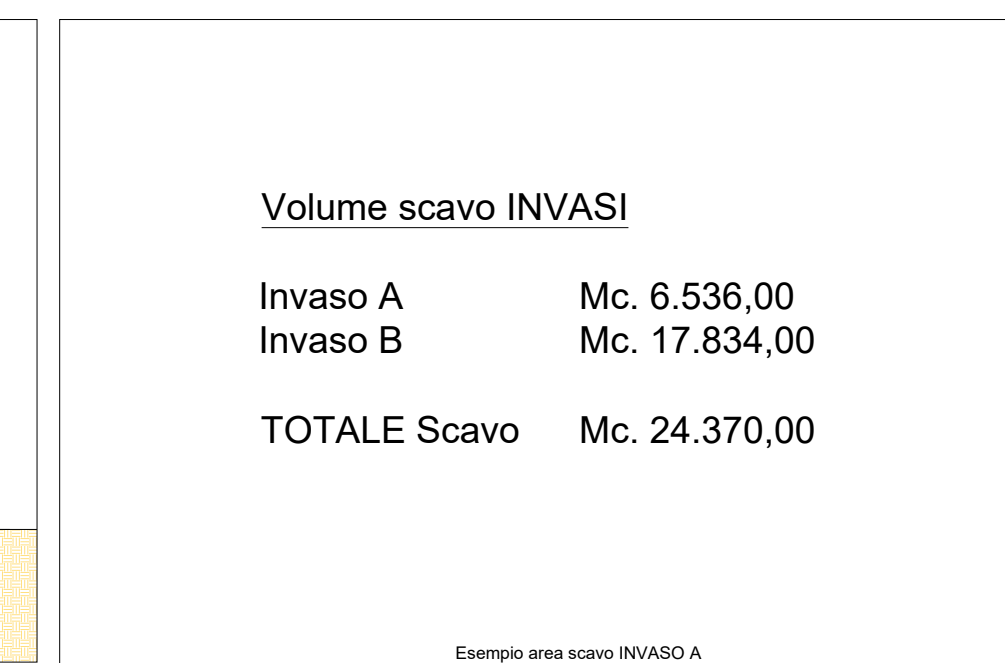 Volume scavo INVASI
Invaso A Mc. 6.536,00
Invaso B Mc. 17.834,00
TOTALE Scavo Mc. 24.370,00
Esempio area scavo INVASO A